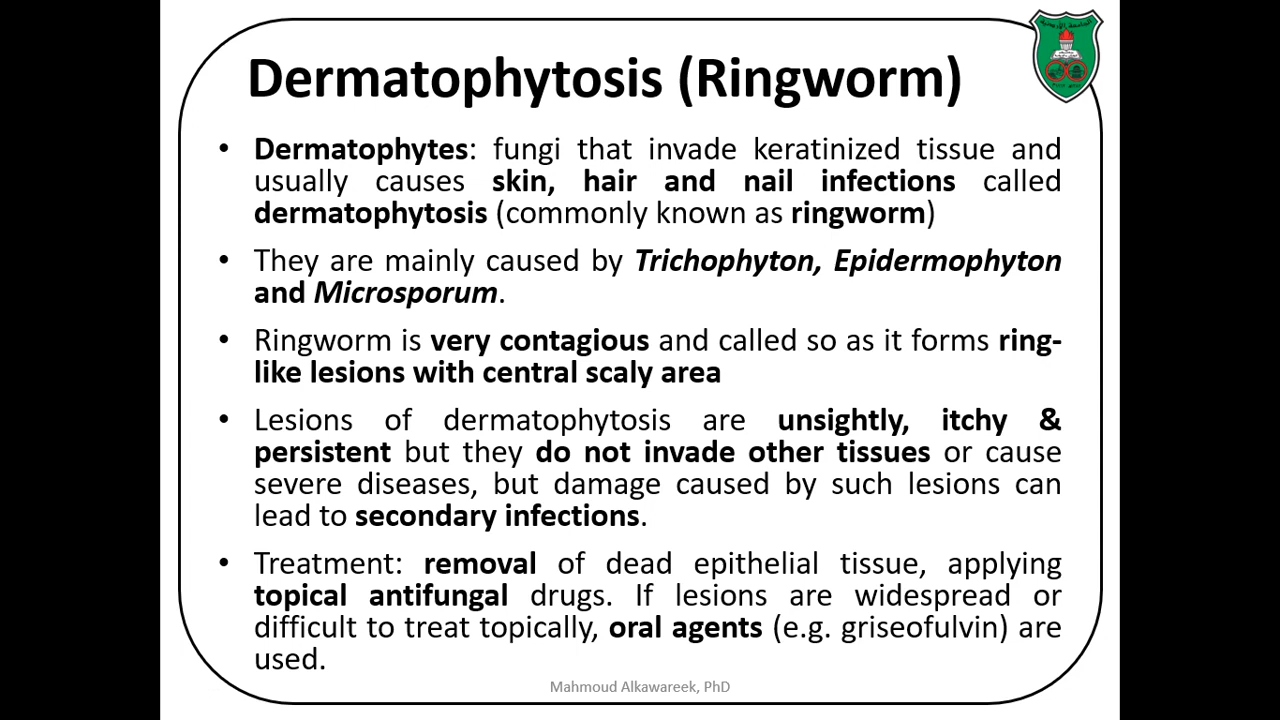 Dermatophytosis (Ringworm)
• Dermatophytes: fungi that invade keratinized tissue and
usually causes skin, hair and nail infections called
dermatophytosis (commonly known as ringworm)
• They are mainly caused by Trichophyton, Epidermophyton
and Microsporum.
• Ringworm is very contagious and called so as it forms ring-
like lesions with central scaly area
• Lesions of dermatophytosis are unsightly, itchy &
persistent but they do not invade other tissues or cause
severe diseases, but damage caused by such lesions can
lead to secondary infections.
• Treatment: removal of dead epithelial tissue, applying
topical antifungal drugs. If lesions are widespread or
difficult to treat topically, oral agents (e.g. griseofulvin) are
used.
Mahmoud Alkawareek, PhD